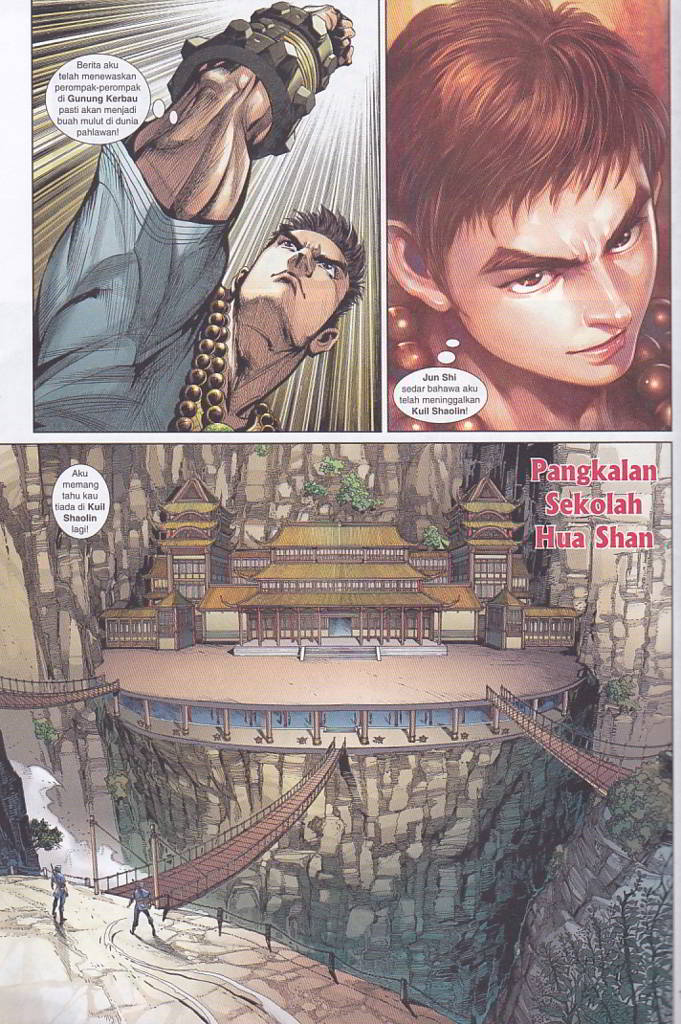 Berita aku
telah menewaskan
perompak-perompak
di Gunung Kerbau
pasti akan menjadi
buah mulut di dunia
pahlawan!
Jun Shi
sedar bahawa aku
telah meninggalkan
Kuil Shaolin!
Aku
memang
tahu kau
tiada di Kuil
Shaolin
lagi!
Pangkalan
Sekolah
Hua Shan